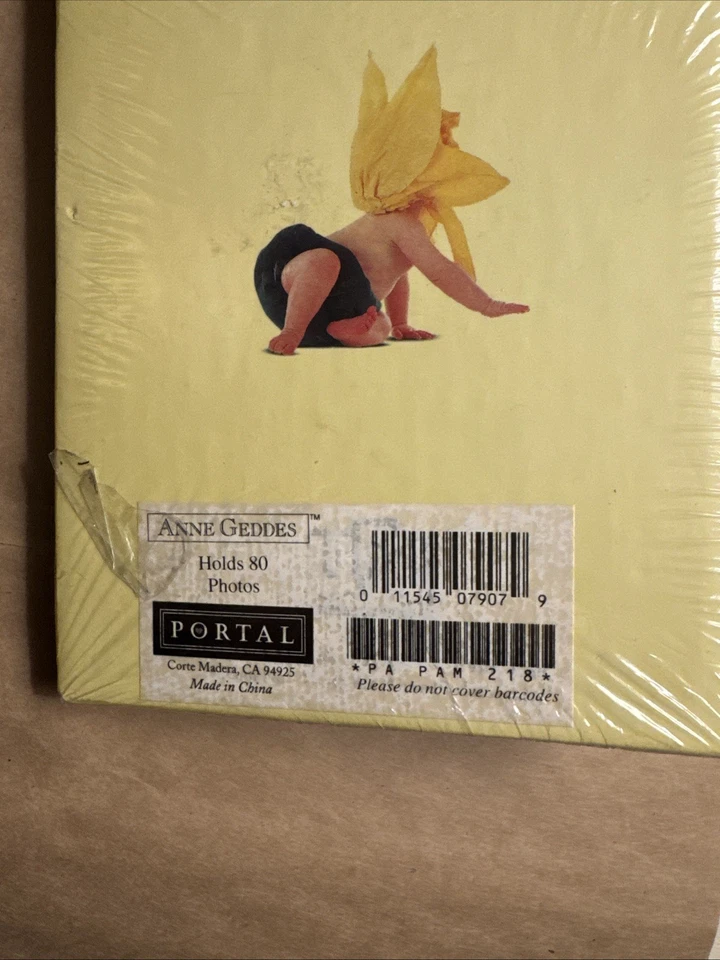 ANNE GEDDES™
Holds 80
Photos
PORTAL
Corte Madera, CA 94925
Made in China
0 11545 07907 9
*PA PAM 218*
Please do not cover barcodes